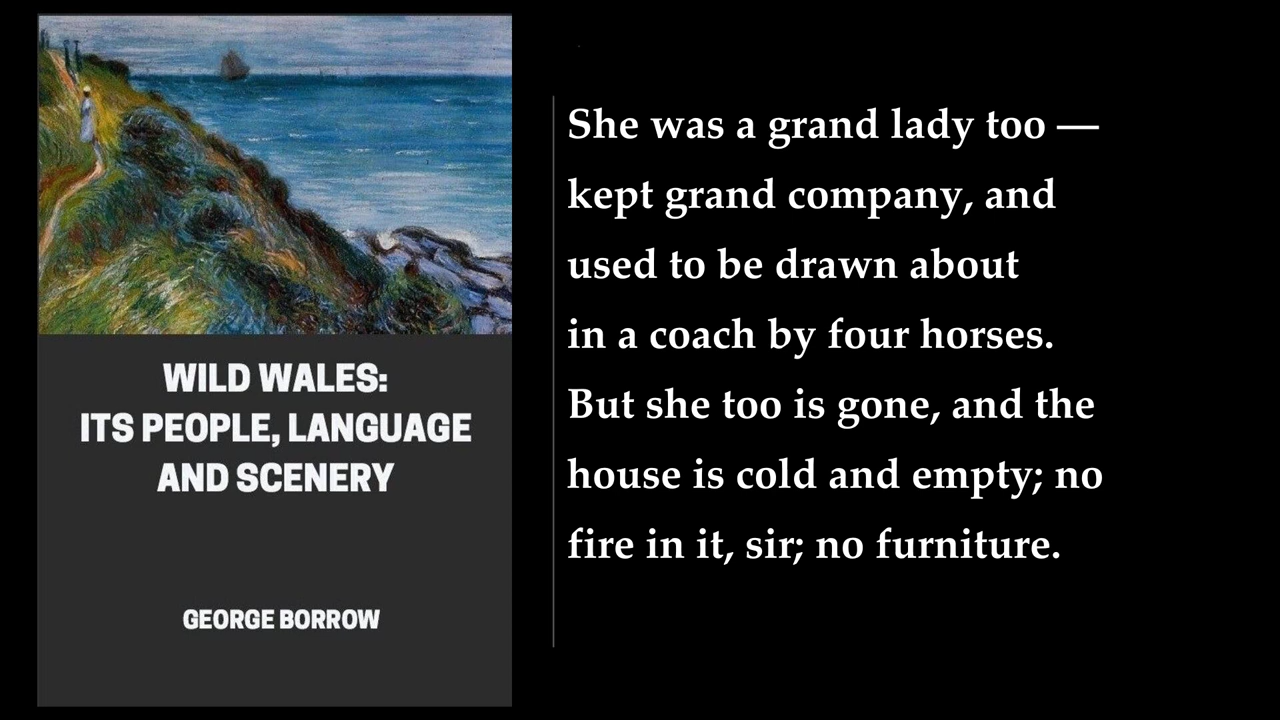 WILD WALES:
ITS PEOPLE, LANGUAGE
AND SCENERY
GEORGE BORROW
She was a grand lady too —
kept grand company, and
used to be drawn about
in a coach by four horses.
But she too is gone, and the
house is cold and empty; no
fire in it, sir; no furniture.